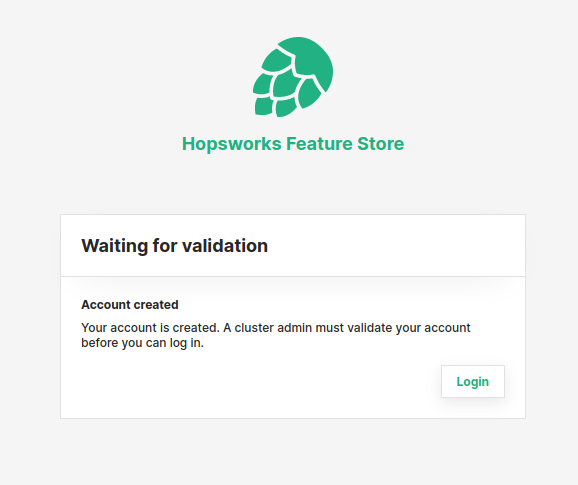 Hopsworks Feature Store
Waiting for validation
Account created
Your account is created. A cluster admin must validate your account
before you can log in.
Login